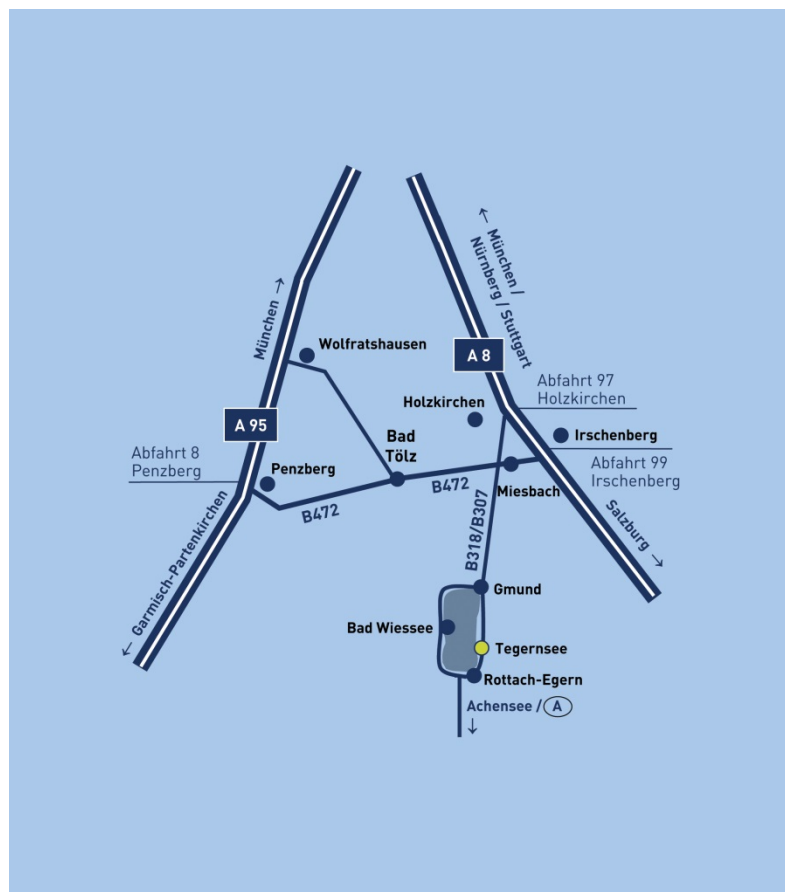 München →
← München /
Nürnberg / Stuttgart
Wolfratshausen
A 8
Abfahrt 97
Holzkirchen
Holzkirchen
A 95
Bad
Tölz
Irschenberg
Abfahrt 8
Penzberg
Penzberg
Abfahrt 99
Irschenberg
B472
B472
Miesbach
Salzburg →
B318/B307
← Garmisch-Partenkirchen
Gmund
Bad Wiessee
Tegernsee
Rottach-Egern
Achensee / A
↓